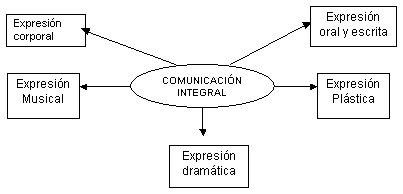 Expresión
corporal
Expresión
oral y escrita
Expresión
Musical
COMUNICACIÓN
INTEGRAL
Expresión
Plástica
Expresión
dramática